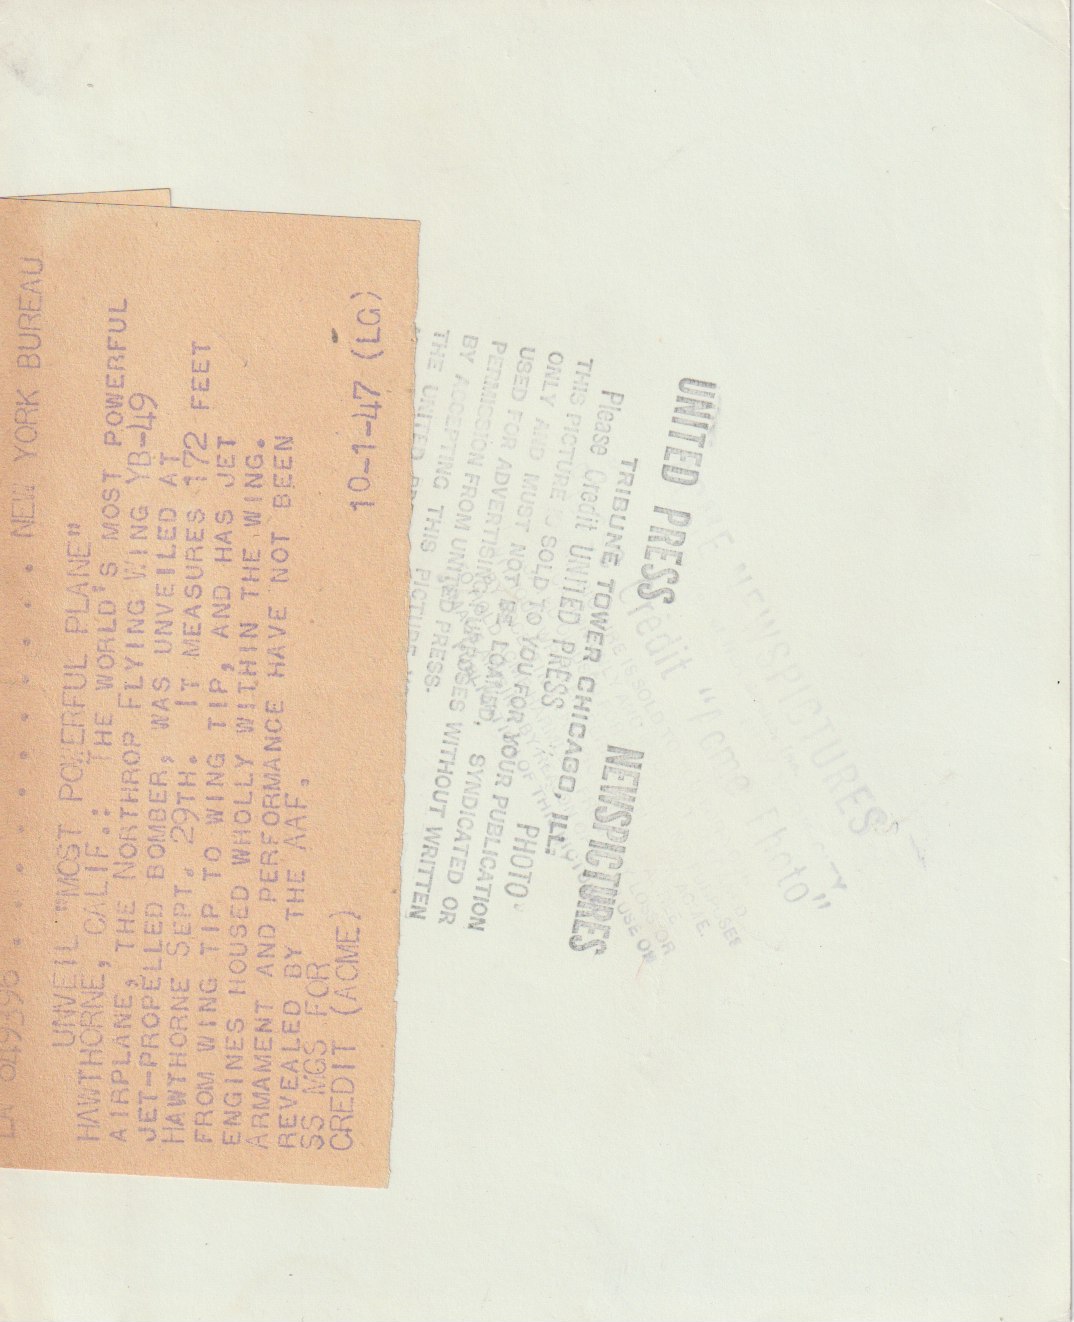 LA 849396 . . . . . . . . . . NEW YORK BUREAU
UNVEIL "MOST POWERFUL PLANE"
HAWTHORNE, CALIF.: THE WORLD'S MOST POWERFUL
AIRPLANE, THE NORTHROP FLYING WING YB-49
JET-PROPELLED BOMBER, WAS UNVEILED AT
HAWTHORNE SEPT. 29TH. IT MEASURES 172 FEET
FROM WING TIP TO WING TIP, AND HAS JET
ENGINES HOUSED WHOLLY WITHIN THE WING.
ARMAMENT AND PERFORMANCE HAVE NOT BEEN
REVEALED BY THE AAF.
SS MGS FOR
CREDIT (ACME) 10-1-47 (LG)
UNITED PRESS NEWSPICTURES
TRIBUNE TOWER CHICAGO, ILL.
Please Credit UNITED PRESS PHOTO
THIS PICTURE IS SOLD TO YOU FOR YOUR PUBLICATION
ONLY AND MUST NOT BE LOANED, SYNDICATED OR
USED FOR ADVERTISING PURPOSES WITHOUT WRITTEN
PERMISSION FROM UNITED PRESS.
BY ACCEPTING THIS PICTURE
THE UNITED
NEWSPICTURES
Credit "Acme Photo"